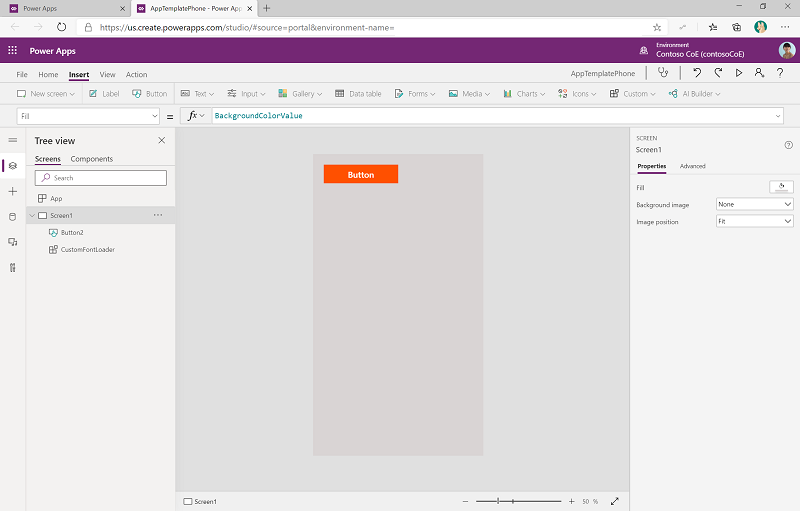 Power Apps
AppTemplatePhone - Power App
https://us.create.powerapps.com/studio/#source=portal&environment-name=
Power Apps
Environment
Contoso CoE (contosoCoE)
File Home Insert View Action
AppTemplatePhone
New screen Label Button Text Input Gallery Data table Forms Media Charts Icons Custom AI Builder
Fill = fx BackgroundColorValue
Tree view
Screens Components
Search
App
Screen1
Button2
CustomFontLoader
Button
SCREEN
Screen1
Properties Advanced
Fill
Background image None
Image position Fit
Screen1
50 %